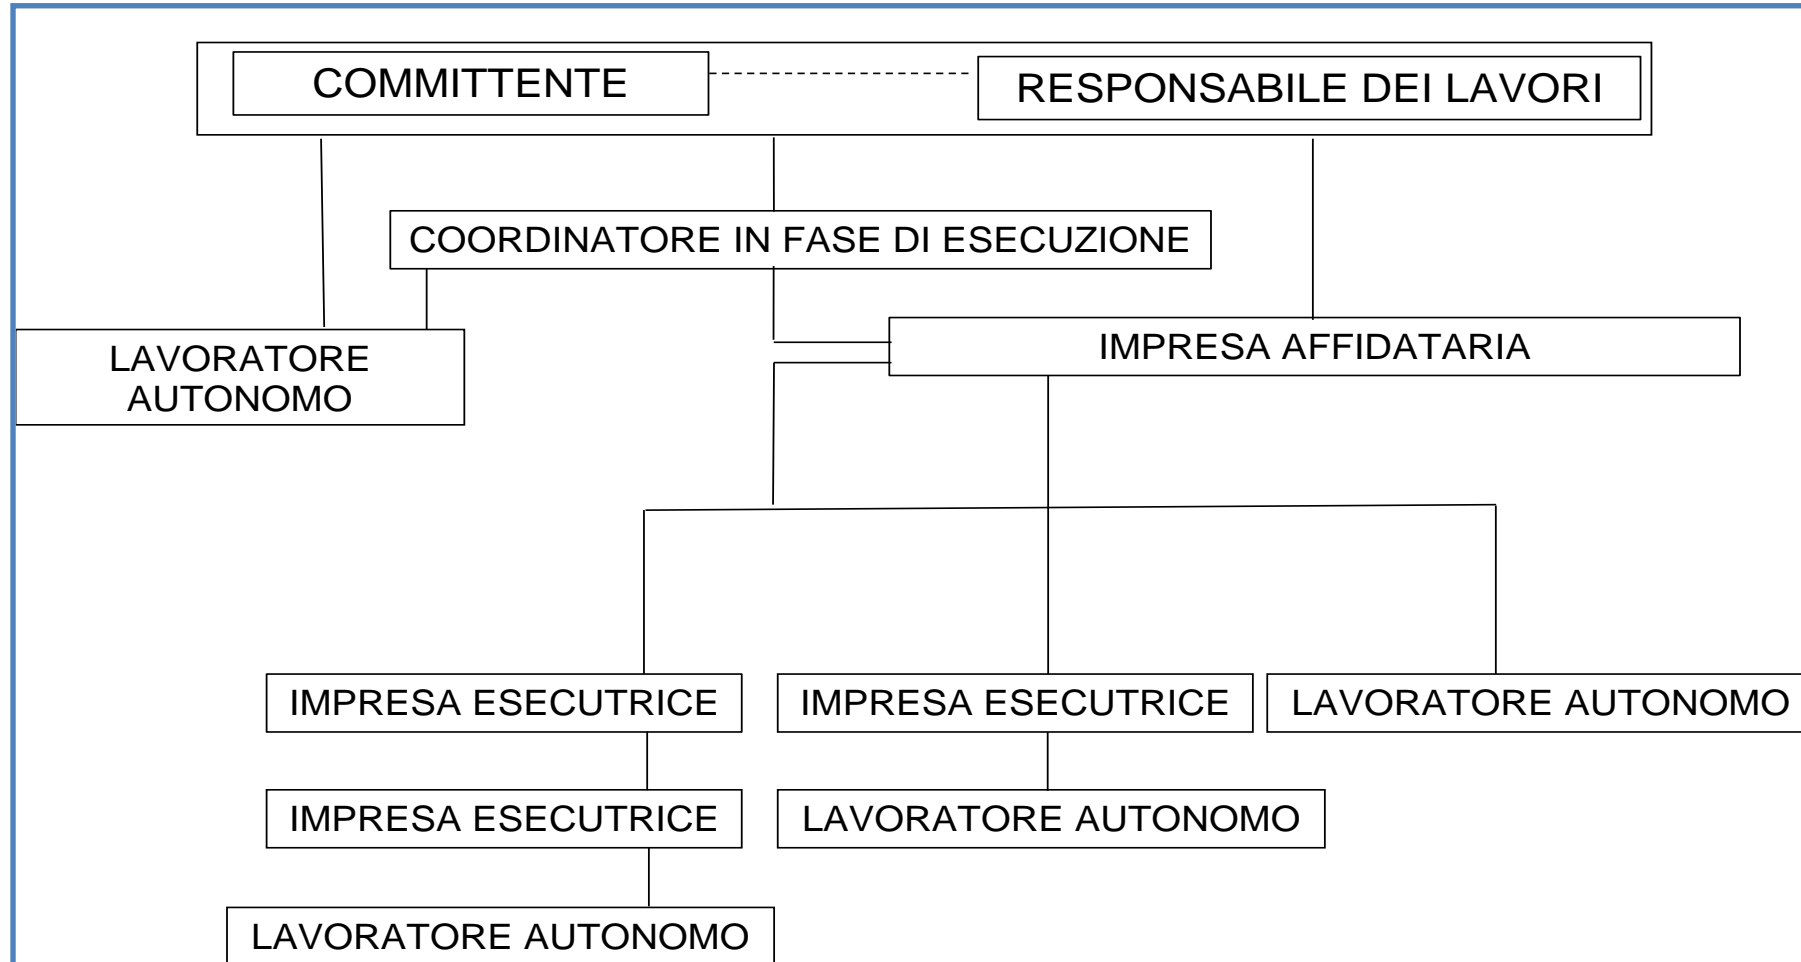 COMMITTENTE
RESPONSABILE DEI LAVORI
COORDINATORE IN FASE DI ESECUZIONE
LAVORATORE
AUTONOMO
IMPRESA AFFIDATARIA
IMPRESA ESECUTRICE
IMPRESA ESECUTRICE
LAVORATORE AUTONOMO
IMPRESA ESECUTRICE
LAVORATORE AUTONOMO
LAVORATORE AUTONOMO